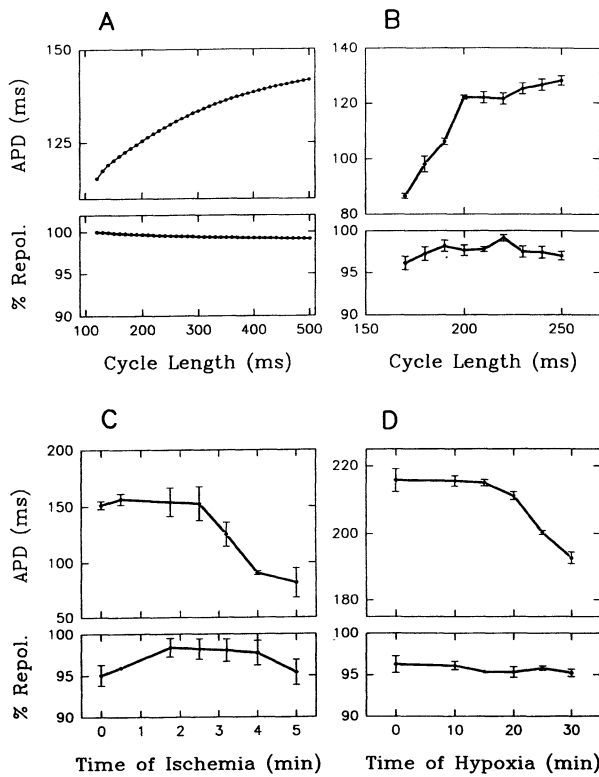 A
B
150
125
APD (ms)
140
120
100
80
100
95
90
% Repol.
100
95
90
100 200 300 400 500
150 200 250
Cycle Length (ms)
Cycle Length (ms)
C
D
200
150
100
50
APD (ms)
220
200
180
100
95
90
% Repol.
100
95
90
0 1 2 3 4 5
0 10 20 30
Time of Ischemia (min)
Time of Hypoxia (min)